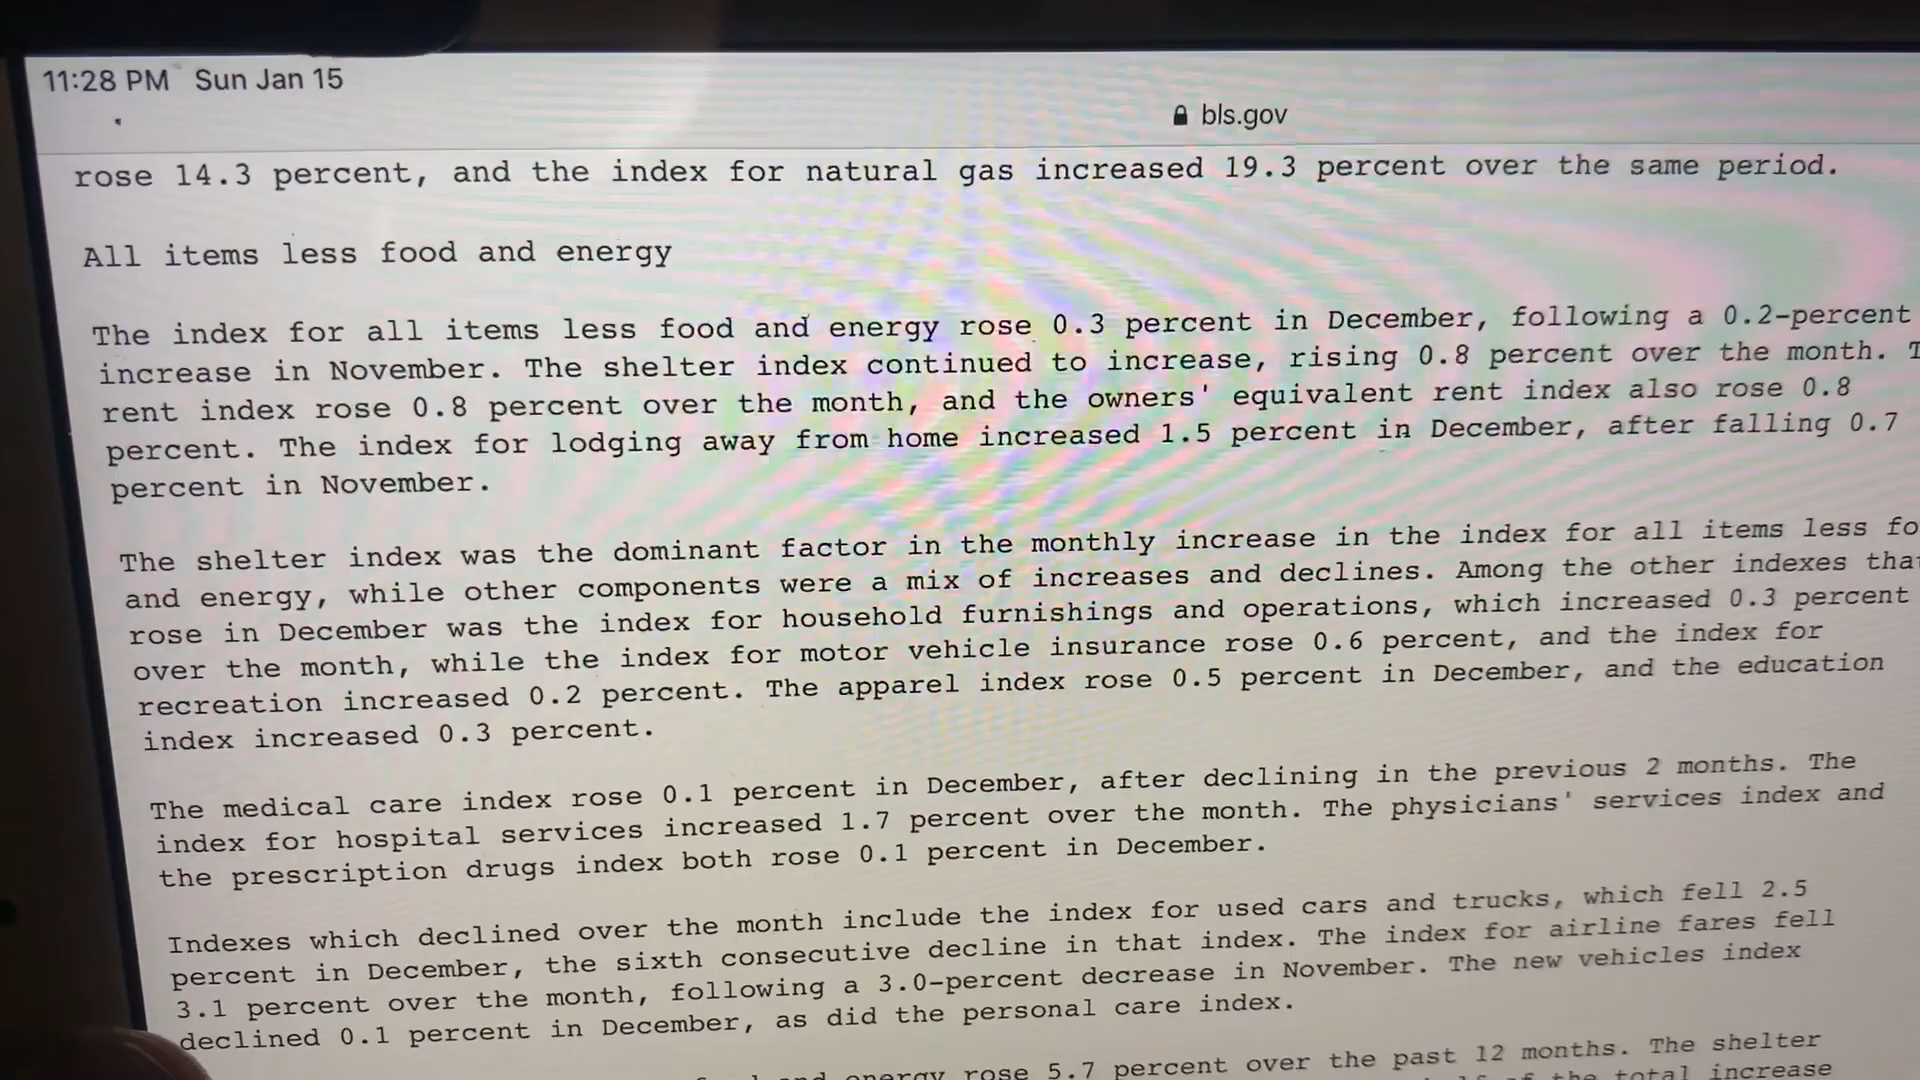 11:28 PM Sun Jan 15
bls.gov
rose 14.3 percent, and the index for natural gas increased 19.3 percent over the same period.
All items less food and energy
The index for all items less food and energy rose 0.3 percent in December, following a 0.2-percent
increase in November. The shelter index continued to increase, rising 0.8 percent over the month.
rent index rose 0.8 percent over the month, and the owners' equivalent rent index also rose 0.8
percent. The index for lodging away from home increased 1.5 percent in December, after falling 0.7
percent in November.
The shelter index was the dominant factor in the monthly increase in the index for all items less fo
and energy, while other components were a mix of increases and declines. Among the other indexes tha
rose in December was the index for household furnishings and operations, which increased 0.3 percent
over the month, while the index for motor vehicle insurance rose 0.6 percent, and the index for
recreation increased 0.2 percent. The apparel index rose 0.5 percent in December, and the education
index increased 0.3 percent.
The medical care index rose 0.1 percent in December, after declining in the previous 2 months. The
index for hospital services increased 1.7 percent over the month. The physicians' services index and
the prescription drugs index both rose 0.1 percent in December.
Indexes which declined over the month include the index for used cars and trucks, which fell 2.5
percent in December, the sixth consecutive decline in that index. The index for airline fares fell
3.1 percent over the month, following a 3.0-percent decrease in November. The new vehicles index
declined 0.1 percent in December, as did the personal care index.
energy rose 5.7 percent over the past 12 months. The shelter
the total increase